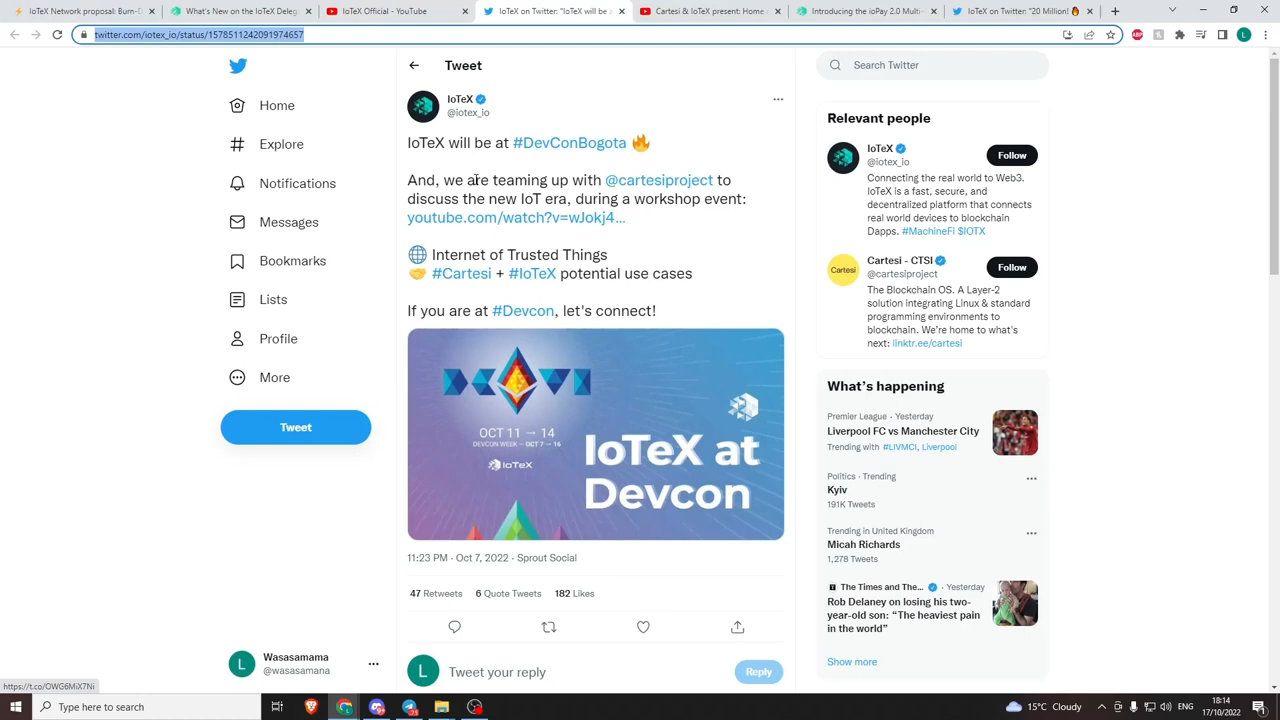 IoTeX Network proposal: Burn-D
What's New on the IoTeX Deleg
IoTeX Official - YouTube
IoTeX on Twitter: "IoTeX will be a
Cartesi & IoTeX present: Home
Introducing the ioPay 2.0 Multi-
IoTeX on Twitter: "20 Million! 🔥
twitter.com/iotex_io/status/1578511242091974657
ABP
L
Tweet
Search Twitter
Home
Explore
Notifications
Messages
Bookmarks
Lists
Profile
More
Tweet
Wasasamama
@wasasamana
https://t.co/OWG6MiX7Ni
IoTeX
@iotex_io
IoTeX will be at #DevConBogota 🔥
And, we are teaming up with @cartesiproject to
discuss the new IoT era, during a workshop event:
youtube.com/watch?v=wJokj4…
🌐 Internet of Trusted Things
🤝 #Cartesi + #IoTeX potential use cases
If you are at #Devcon, let's connect!
OCT 11 → 14
DEVCON WEEK – OCT 7 → 16
IoTeX
IoTeX at
Devcon
11:23 PM · Oct 7, 2022 · Sprout Social
47 Retweets 6 Quote Tweets 182 Likes
L
Tweet your reply
Reply
Relevant people
IoTeX
@iotex_io
Follow
Connecting the real world to Web3.
IoTeX is a fast, secure, and
decentralized platform that connects
real world devices to blockchain
Dapps. #MachineFi $IOTX
Cartesi
Cartesi - CTSI
@cartesiproject
Follow
The Blockchain OS. A Layer-2
solution integrating Linux & standard
programming environments to
blockchain. We're home to what's
next: linktr.ee/cartesi
What's happening
Premier League · Yesterday
Liverpool FC vs Manchester City
Trending with #LIVMCI, Liverpool
Politics · Trending
Kyiv
191K Tweets
Trending in United Kingdom
Micah Richards
1,278 Tweets
The Times and The... · Yesterday
Rob Delaney on losing his two-
year-old son: "The heaviest pain
in the world"
Show more
Type here to search
15°C Cloudy
ENG
18:14
17/10/2022